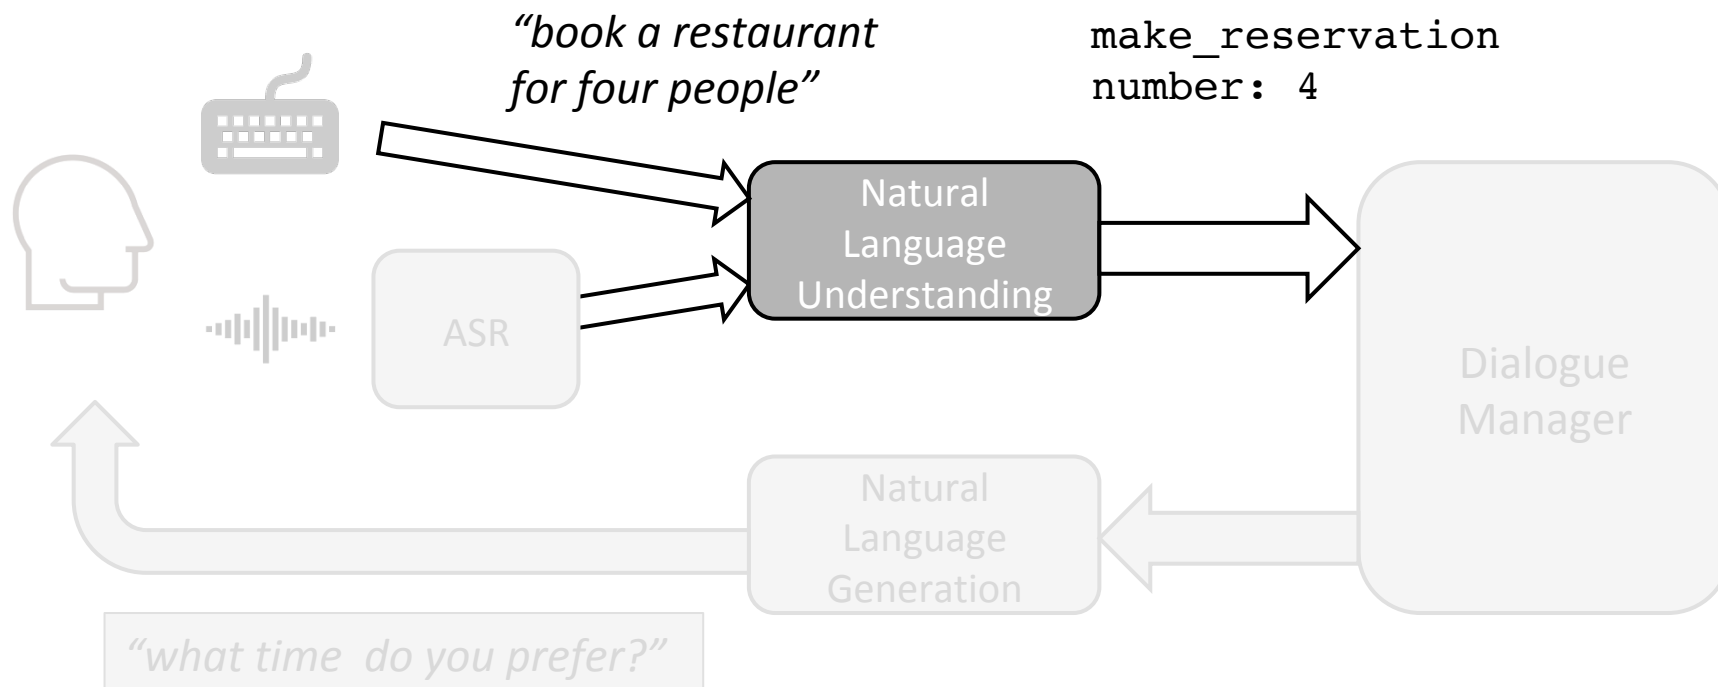 “book a restaurant
for four people”
make_reservation
number: 4
Natural
Language
Understanding
ASR
Dialogue
Manager
Natural
Language
Generation
“what time  do you prefer?”